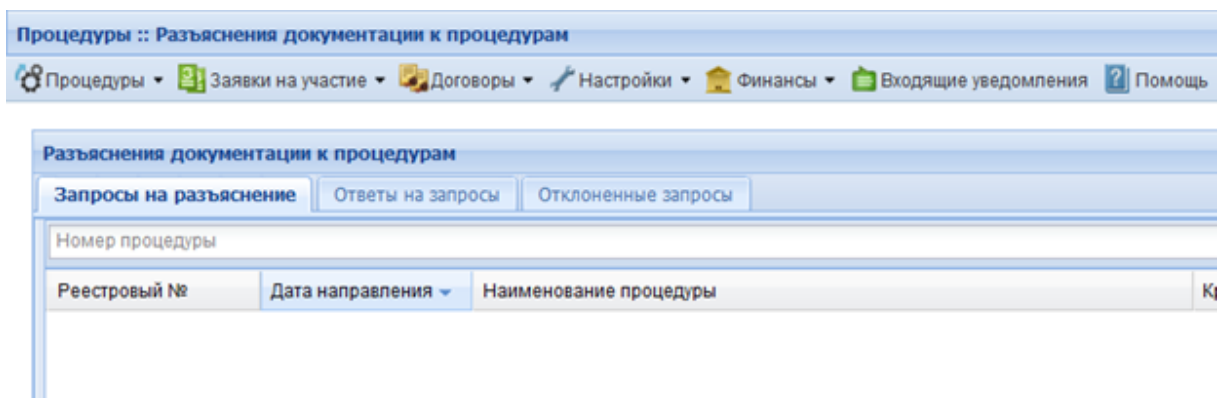 Процедуры :: Разъяснения документации к процедурам
Процедуры Заявки на участие Договоры Настройки Финансы Входящие уведомления Помощь
Разъяснения документации к процедурам
Запросы на разъяснение Ответы на запросы Отклоненные запросы
Номер процедуры
Реестровый № Дата направления Наименование процедуры